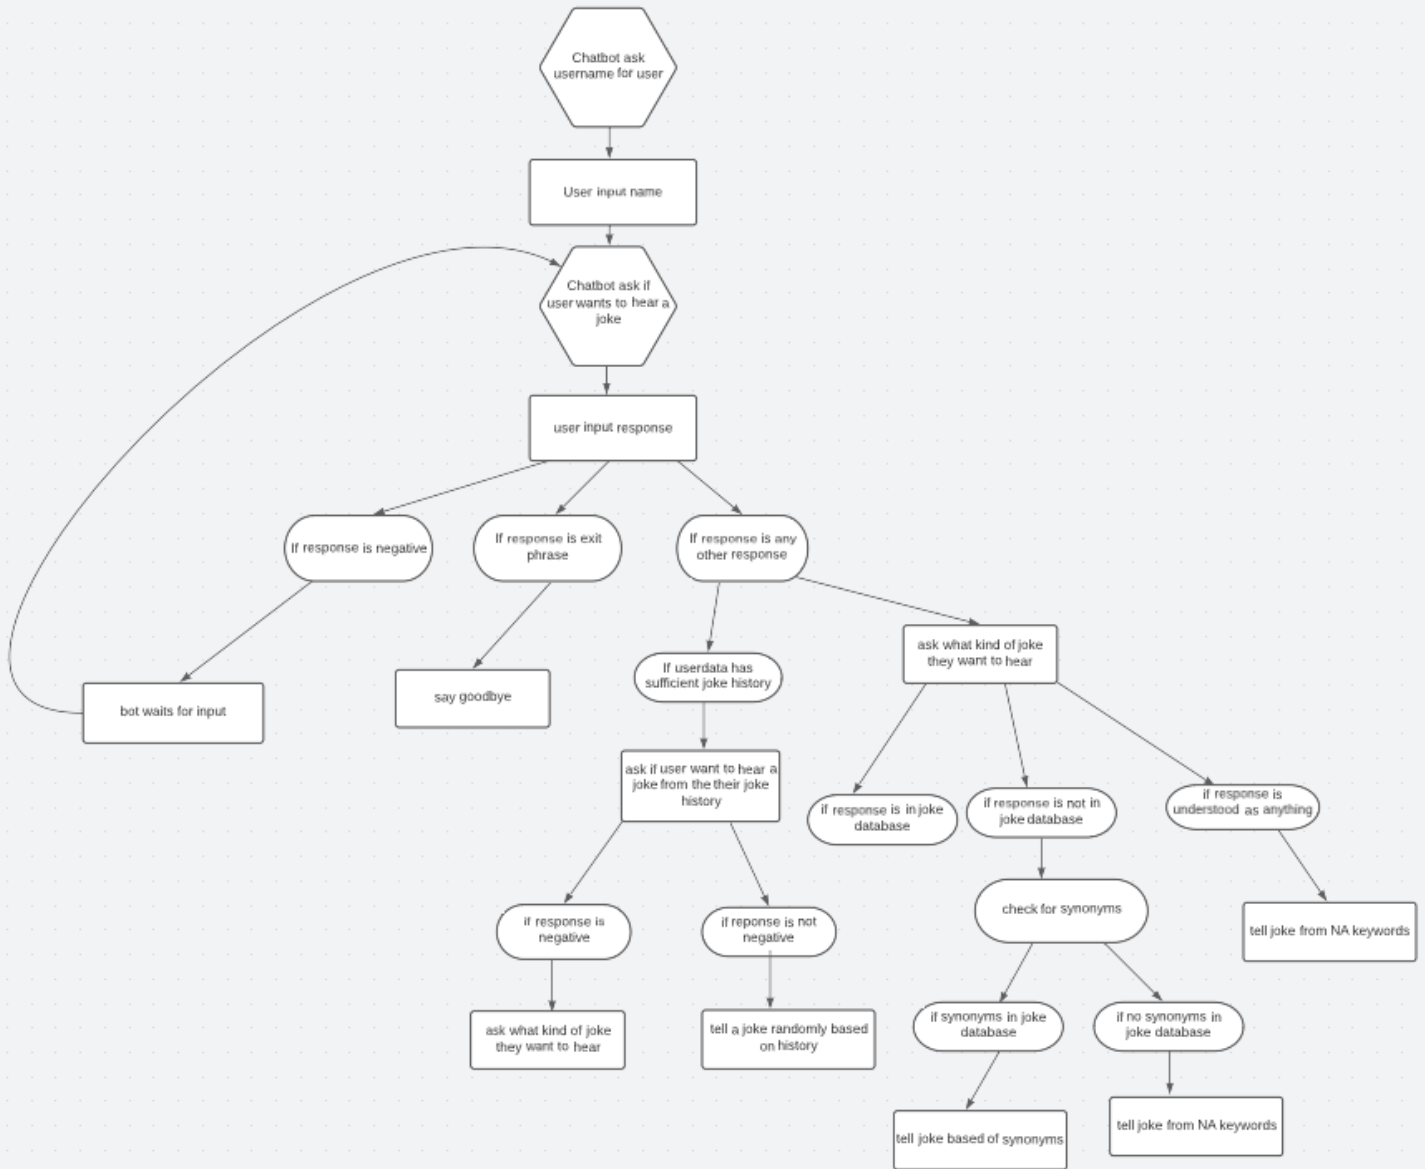 Chatbot ask
username for user
User input name
Chatbot ask if
user wants to hear a
joke
user input response
If response is negative
If response is exit
phrase
If response is any
other response
bot waits for input
say goodbye
If userdata has
sufficient joke history
ask what kind of joke
they want to hear
ask if user want to hear a
joke from the their joke
history
if response is in joke
database
if response is not in
joke database
if response is
understood as anything
if response is
negative
if reponse is not
negative
check for synonyms
tell joke from NA keywords
ask what kind of joke
they want to hear
tell a joke randomly based
on history
if synonyms in joke
database
if no synonyms in
joke database
tell joke based of synonyms
tell joke from NA keywords